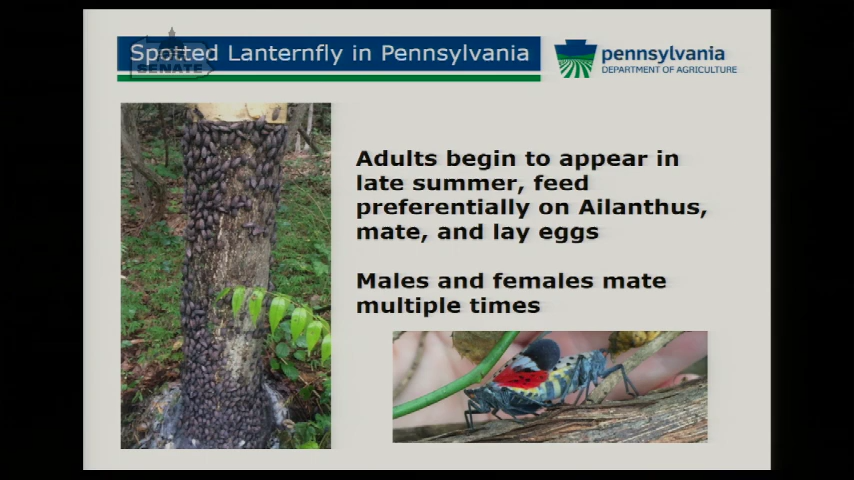 Spotted Lanternfly in Pennsylvania
SENATE
pennsylvania
DEPARTMENT OF AGRICULTURE
Adults begin to appear in
late summer, feed
preferentially on Ailanthus,
mate, and lay eggs
Males and females mate
multiple times